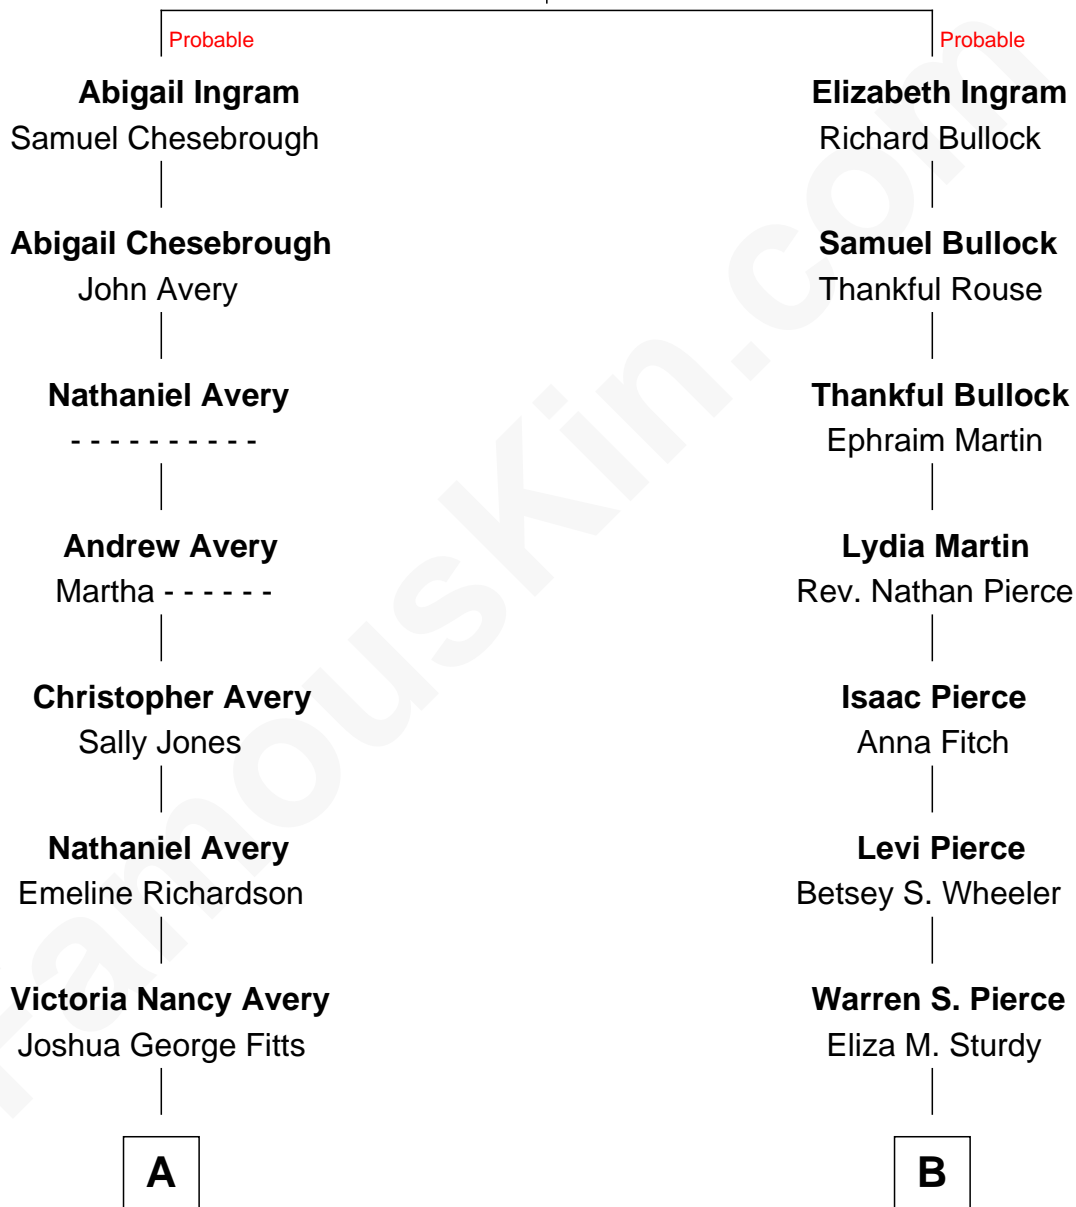 Probable
Abigail Ingram
Samuel Chesebrough
Abigail Chesebrough
John Avery
Nathaniel Avery
- - - - - - - - - -
Andrew Avery
Martha - - - - - -
Christopher Avery
Sally Jones
Nathaniel Avery
Emeline Richardson
Victoria Nancy Avery
Joshua George Fitts
A
Probable
Elizabeth Ingram
Richard Bullock
Samuel Bullock
Thankful Rouse
Thankful Bullock
Ephraim Martin
Lydia Martin
Rev. Nathan Pierce
Isaac Pierce
Anna Fitch
Levi Pierce
Betsey S. Wheeler
Warren S. Pierce
Eliza M. Sturdy
B
FamousKin.com